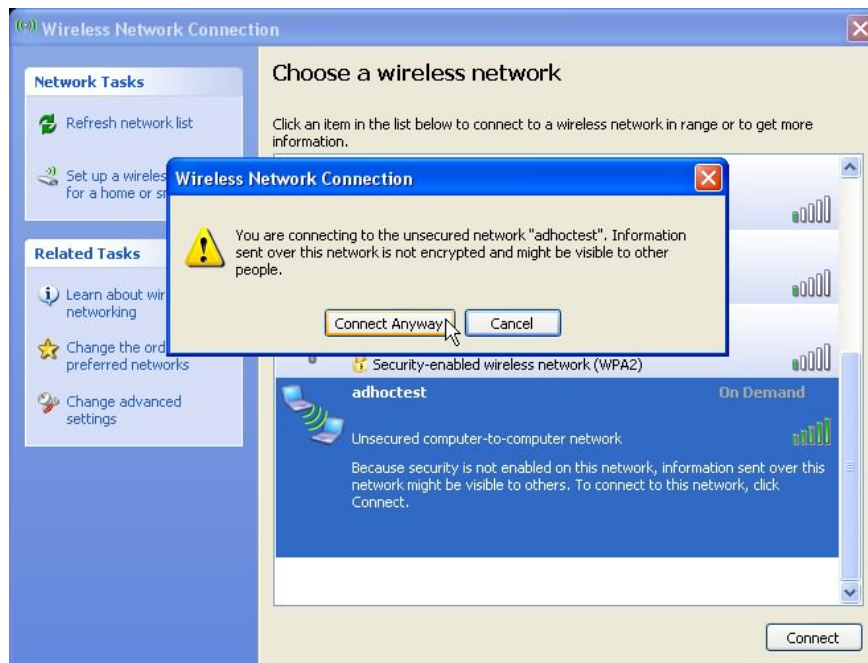 Wireless Network Connection
Network Tasks
Refresh network list
Set up a wireles
for a home or sm
Related Tasks
Learn about wir
networking
Change the ord
preferred networks
Change advanced
settings
Choose a wireless network
Click an item in the list below to connect to a wireless network in range or to get more
information.
Wireless Network Connection
You are connecting to the unsecured network "adhoctest". Information
sent over this network is not encrypted and might be visible to other
people.
Connect Anyway
Cancel
Security-enabled wireless network (WPA2)
adhoctest
On Demand
Unsecured computer-to-computer network
Because security is not enabled on this network, information sent over this
network might be visible to others. To connect to this network, click
Connect.
Connect